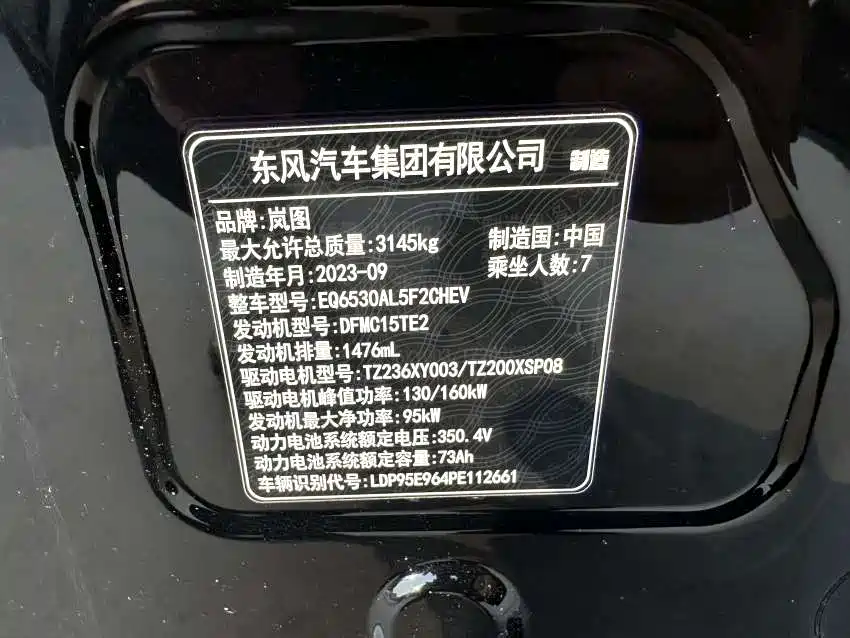 东风汽车集团有限公司 制造
品牌:岚图
最大允许总质量:3145kg 制造国:中国
制造年月:2023-09 乘坐人数:7
整车型号:EQ6530AL5F2CHEV
发动机型号:DFMC15TE2
发动机排量:1476mL
驱动电机型号:TZ236XY003/TZ200XSP08
驱动电机峰值功率:130/160kW
发动机最大净功率:95kW
动力电池系统额定电压:350.4V
动力电池系统额定容量:73Ah
车辆识别代号:LDP95E964PE112661